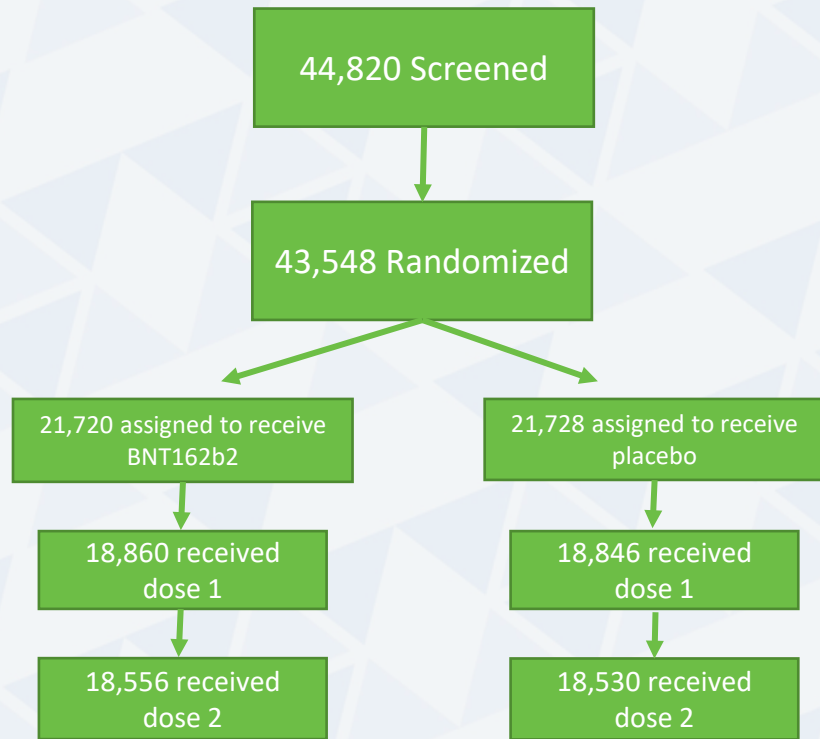 44,820 Screened
43,548 Randomized
21,720 assigned to receive
BNT162b2
21,728 assigned to receive
placebo
18,860 received
dose 1
18,846 received
dose 1
18,556 received
dose 2
18,530 received
dose 2